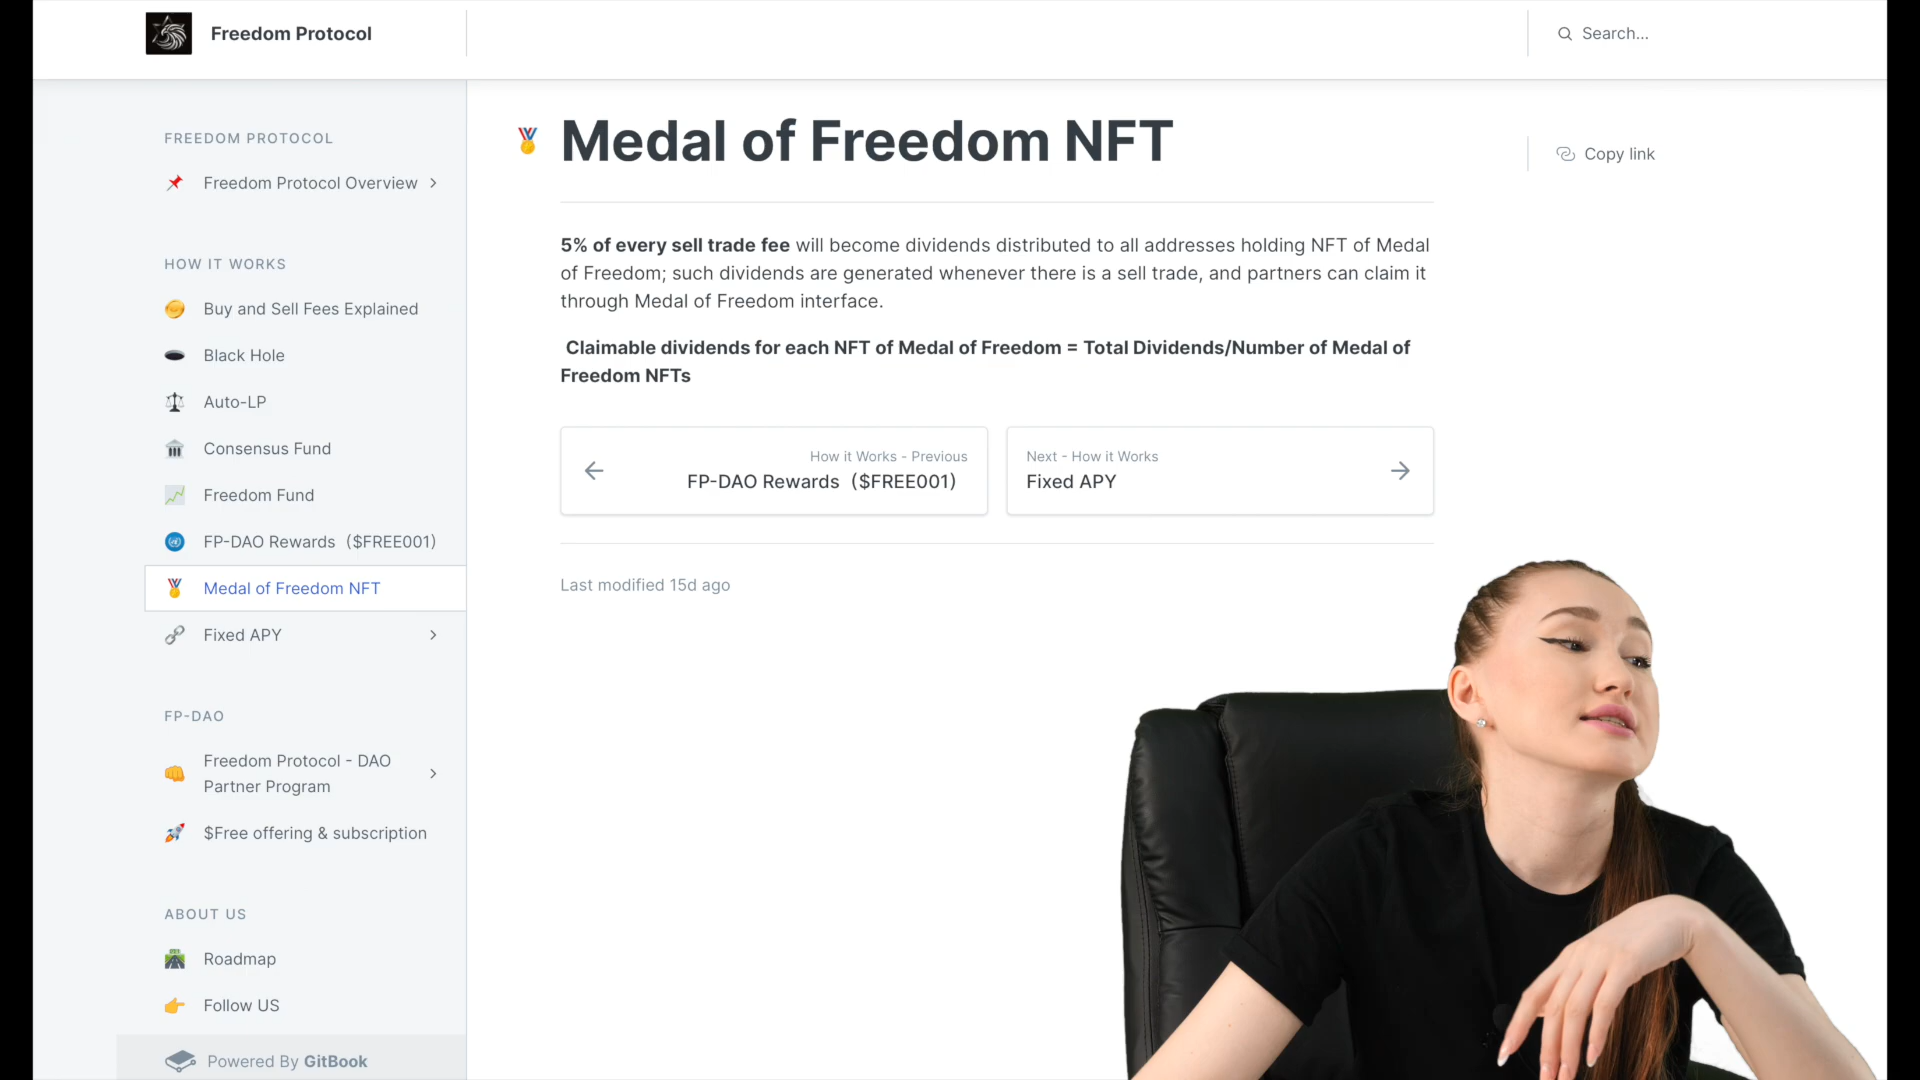 Freedom Protocol
Search...
FREEDOM PROTOCOL
Freedom Protocol Overview
HOW IT WORKS
Buy and Sell Fees Explained
Black Hole
Auto-LP
Consensus Fund
Freedom Fund
FP-DAO Rewards（$FREE001)
Medal of Freedom NFT
Fixed APY
FP-DAO
Freedom Protocol - DAO
Partner Program
$Free offering & subscription
ABOUT US
Roadmap
Follow US
Powered By GitBook
Medal of Freedom NFT
Copy link
5% of every sell trade fee will become dividends distributed to all addresses holding NFT of Medal
of Freedom; such dividends are generated whenever there is a sell trade, and partners can claim it
through Medal of Freedom interface.
Claimable dividends for each NFT of Medal of Freedom = Total Dividends/Number of Medal of
Freedom NFTs
How it Works - Previous
FP-DAO Rewards（$FREE001)
Next - How it Works
Fixed APY
Last modified 15d ago